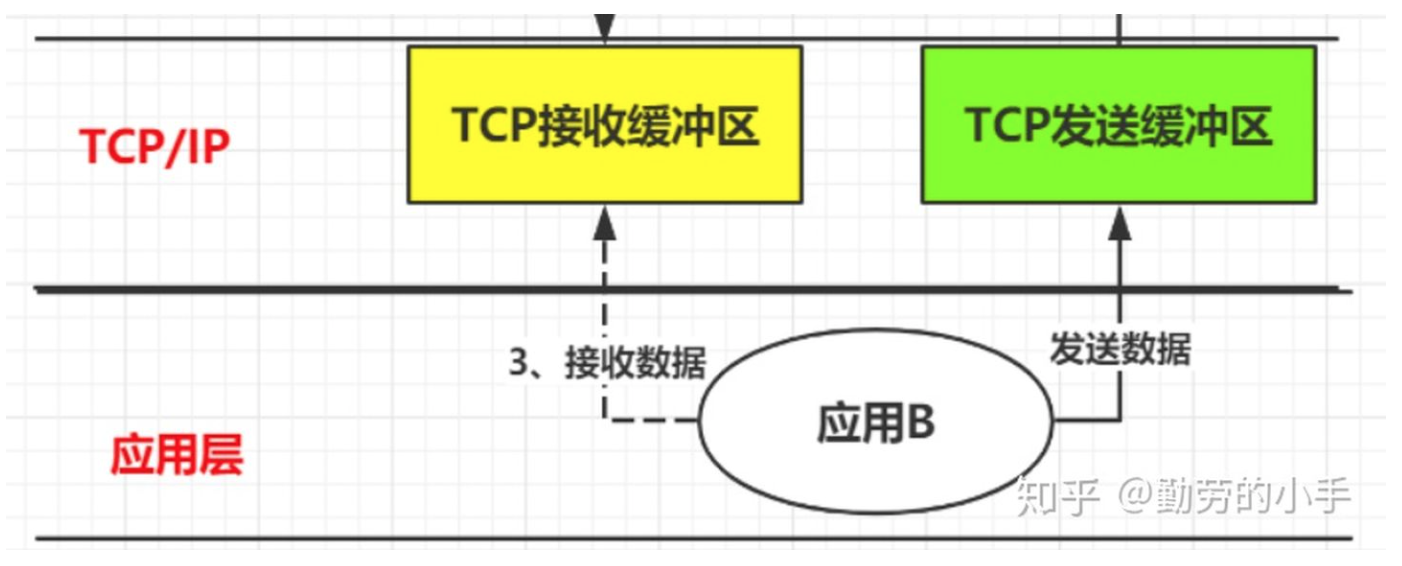 TCP/IP
TCP接收缓冲区
TCP发送缓冲区
3、接收数据
发送数据
应用B
应用层
知乎 @勤劳的小手